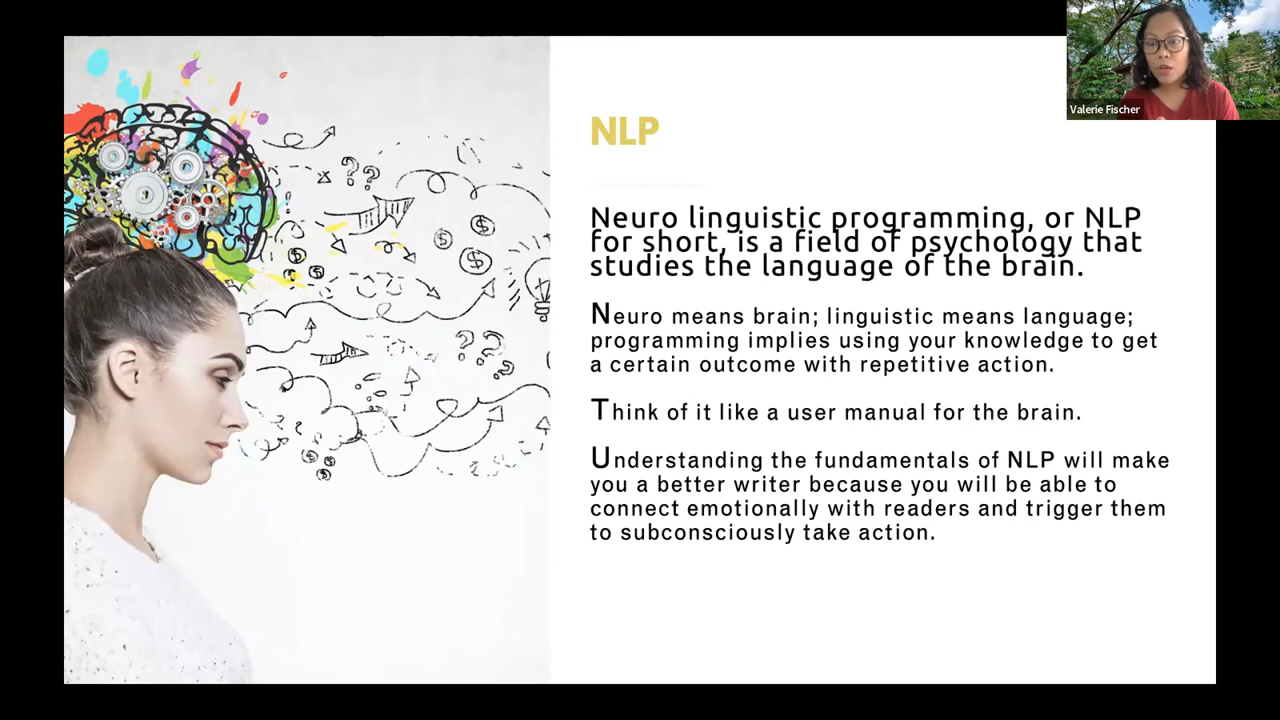 Valerie Fischer
NLP
Neuro linguistic programming, or NLP
for short, is a field of psychology that
studies the language of the brain.
Neuro means brain; linguistic means language;
programming implies using your knowledge to get
a certain outcome with repetitive action.
Think of it like a user manual for the brain.
Understanding the fundamentals of NLP will make
you a better writer because you will be able to
connect emotionally with readers and trigger them
to subconsciously take action.